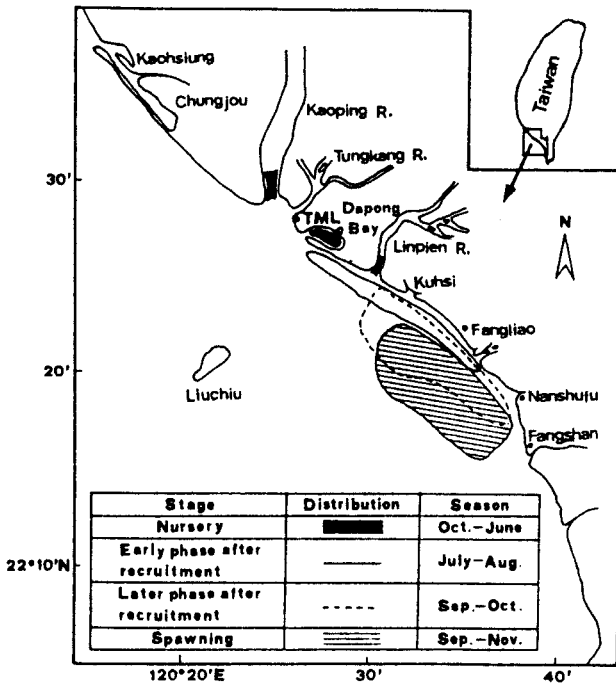 Kaohsiung
Chungjou
Kaoping R.
Taiwan
Tungkang R.
30'
TML
Dapong
Bay
Linpien R.
N
Kuhsi
Fangliao
20'
Liuchiu
Nanshufu
Fangshan
Stage Distribution Season
Nursery Oct.-June
Early phase after
recruitment July-Aug.
Later phase after
recruitment Sep.-Oct.
Spawning Sep.-Nov.
22°10'N
120°20'E 30' 40'